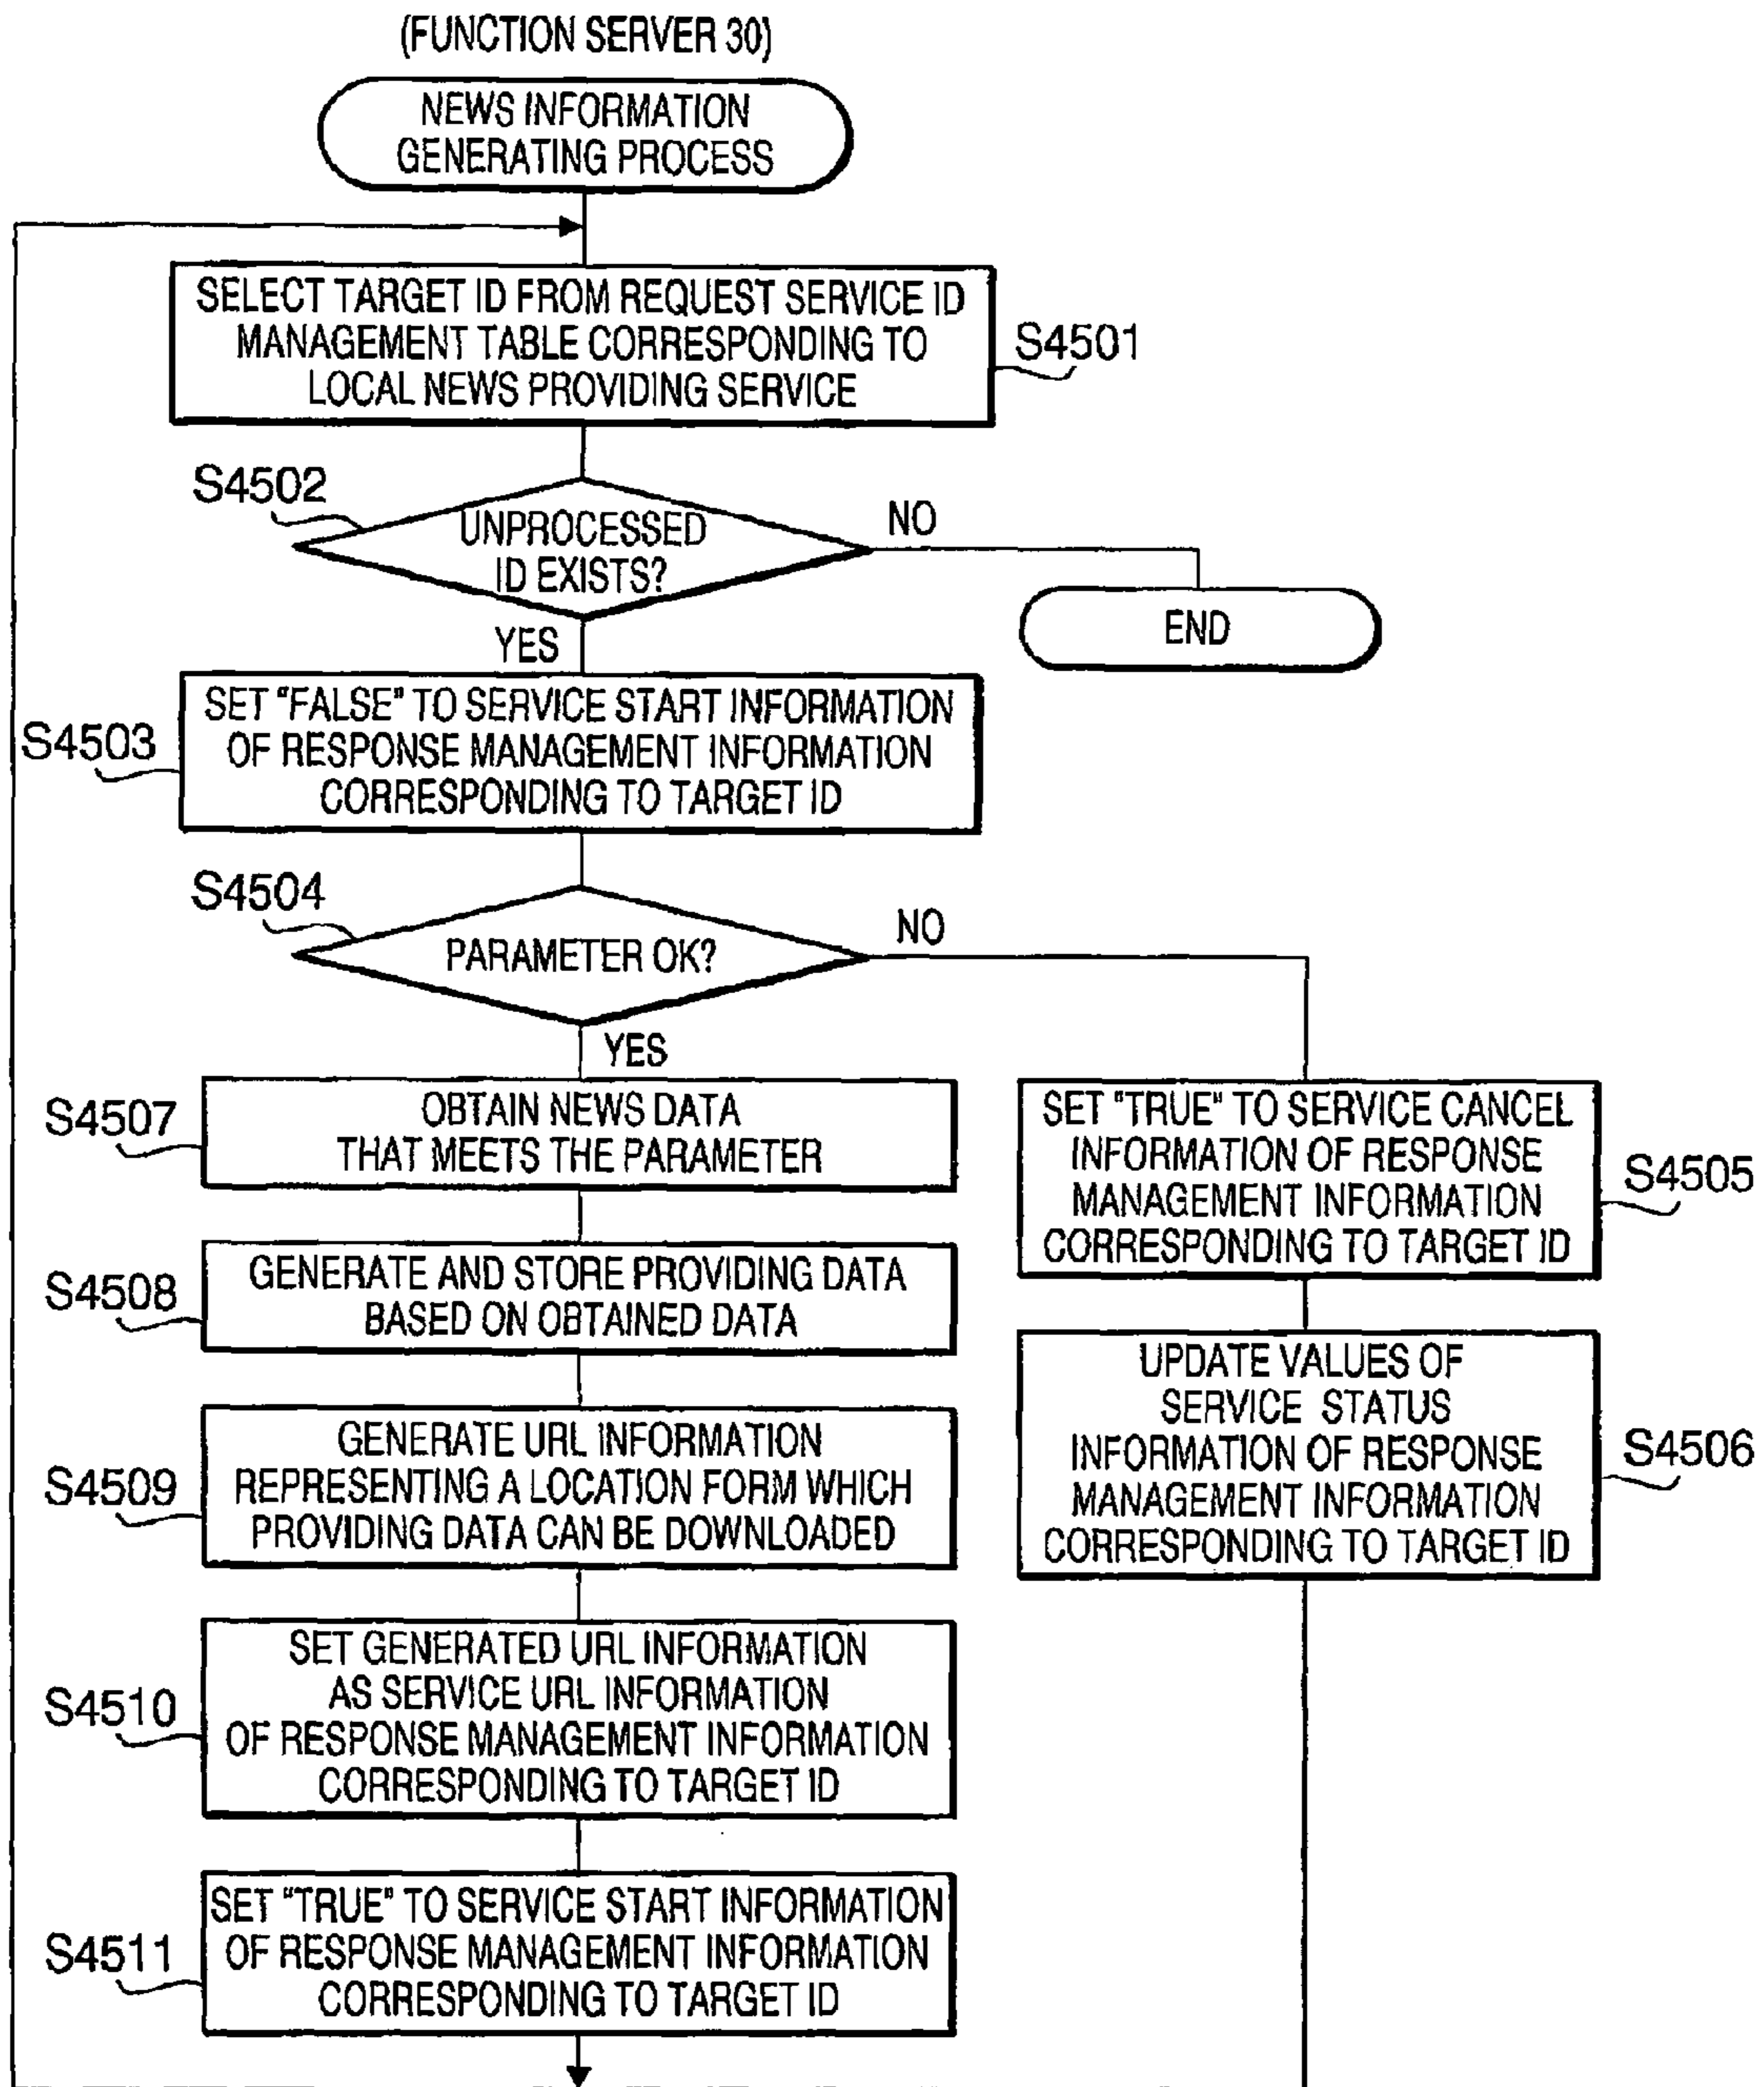 (FUNCTION SERVER 30)
NEWS INFORMATION
GENERATING PROCESS
SELECT TARGET ID FROM REQUEST SERVICE ID
MANAGEMENT TABLE CORRESPONDING TO
LOCAL NEWS PROVIDING SERVICE
S4501
S4502
UNPROCESSED
ID EXISTS?
NO
END
YES
S4503
SET "FALSE" TO SERVICE START INFORMATION
OF RESPONSE MANAGEMENT INFORMATION
CORRESPONDING TO TARGET ID
S4504
PARAMETER OK?
NO
YES
S4507
OBTAIN NEWS DATA
THAT MEETS THE PARAMETER
SET "TRUE" TO SERVICE CANCEL
INFORMATION OF RESPONSE
MANAGEMENT INFORMATION
CORRESPONDING TO TARGET ID
S4505
S4508
GENERATE AND STORE PROVIDING DATA
BASED ON OBTAINED DATA
UPDATE VALUES OF
SERVICE STATUS
INFORMATION OF RESPONSE
MANAGEMENT INFORMATION
CORRESPONDING TO TARGET ID
S4506
S4509
GENERATE URL INFORMATION
REPRESENTING A LOCATION FORM WHICH
PROVIDING DATA CAN BE DOWNLOADED
S4510
SET GENERATED URL INFORMATION
AS SERVICE URL INFORMATION
OF RESPONSE MANAGEMENT INFORMATION
CORRESPONDING TO TARGET ID
S4511
SET "TRUE" TO SERVICE START INFORMATION
OF RESPONSE MANAGEMENT INFORMATION
CORRESPONDING TO TARGET ID